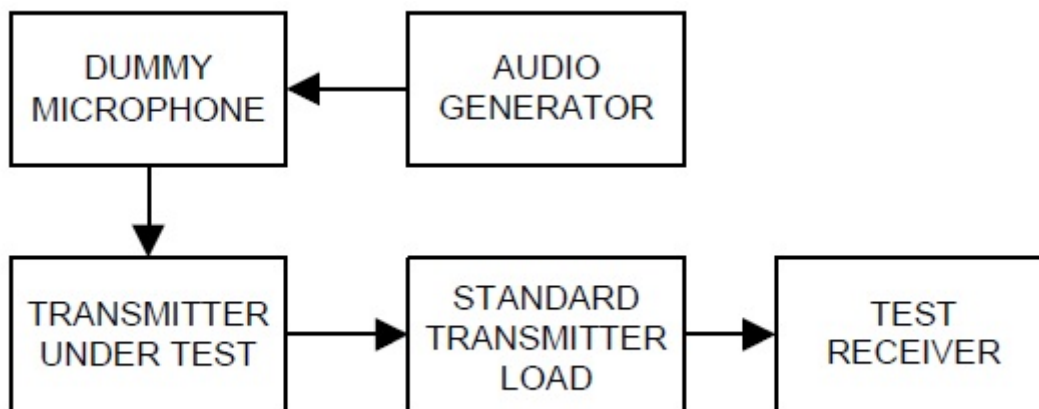 DUMMY
MICROPHONE
AUDIO
GENERATOR
TRANSMITTER
UNDER TEST
STANDARD
TRANSMITTER
LOAD
TEST
RECEIVER